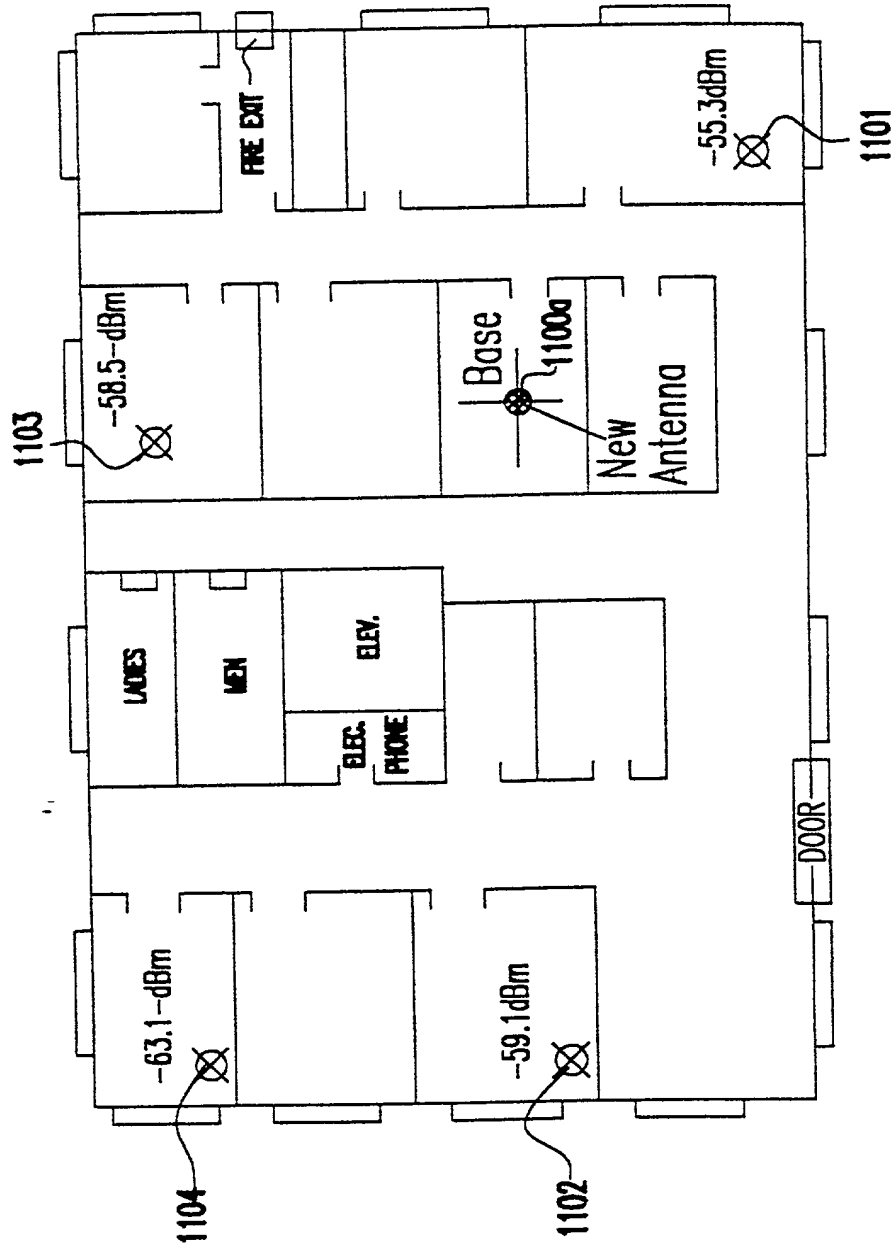 1104
-63.1-dBm
LADIES
MEN
ELEC.
PHONE
ELEV.
1103
-58.5-dBm
FIRE EXIT
1102
-59.1dBm
Base
1100a
New
Antenna
DOOR
-55.3dBm
1101